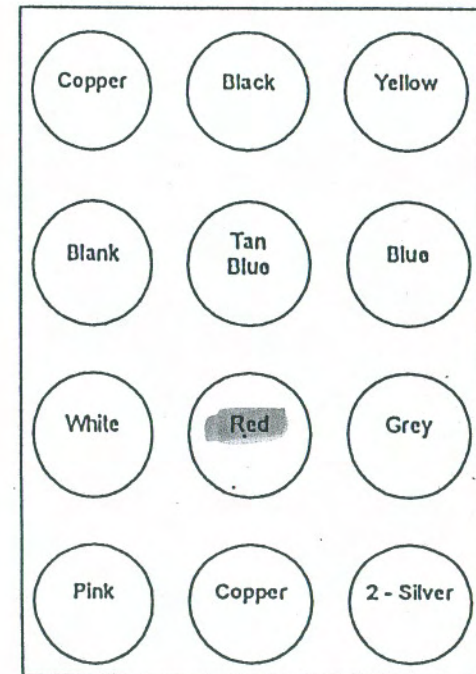 Copper Black Yellow
Blank Tan Blue Blue
White Red Grey
Pink Copper 2 - Silver